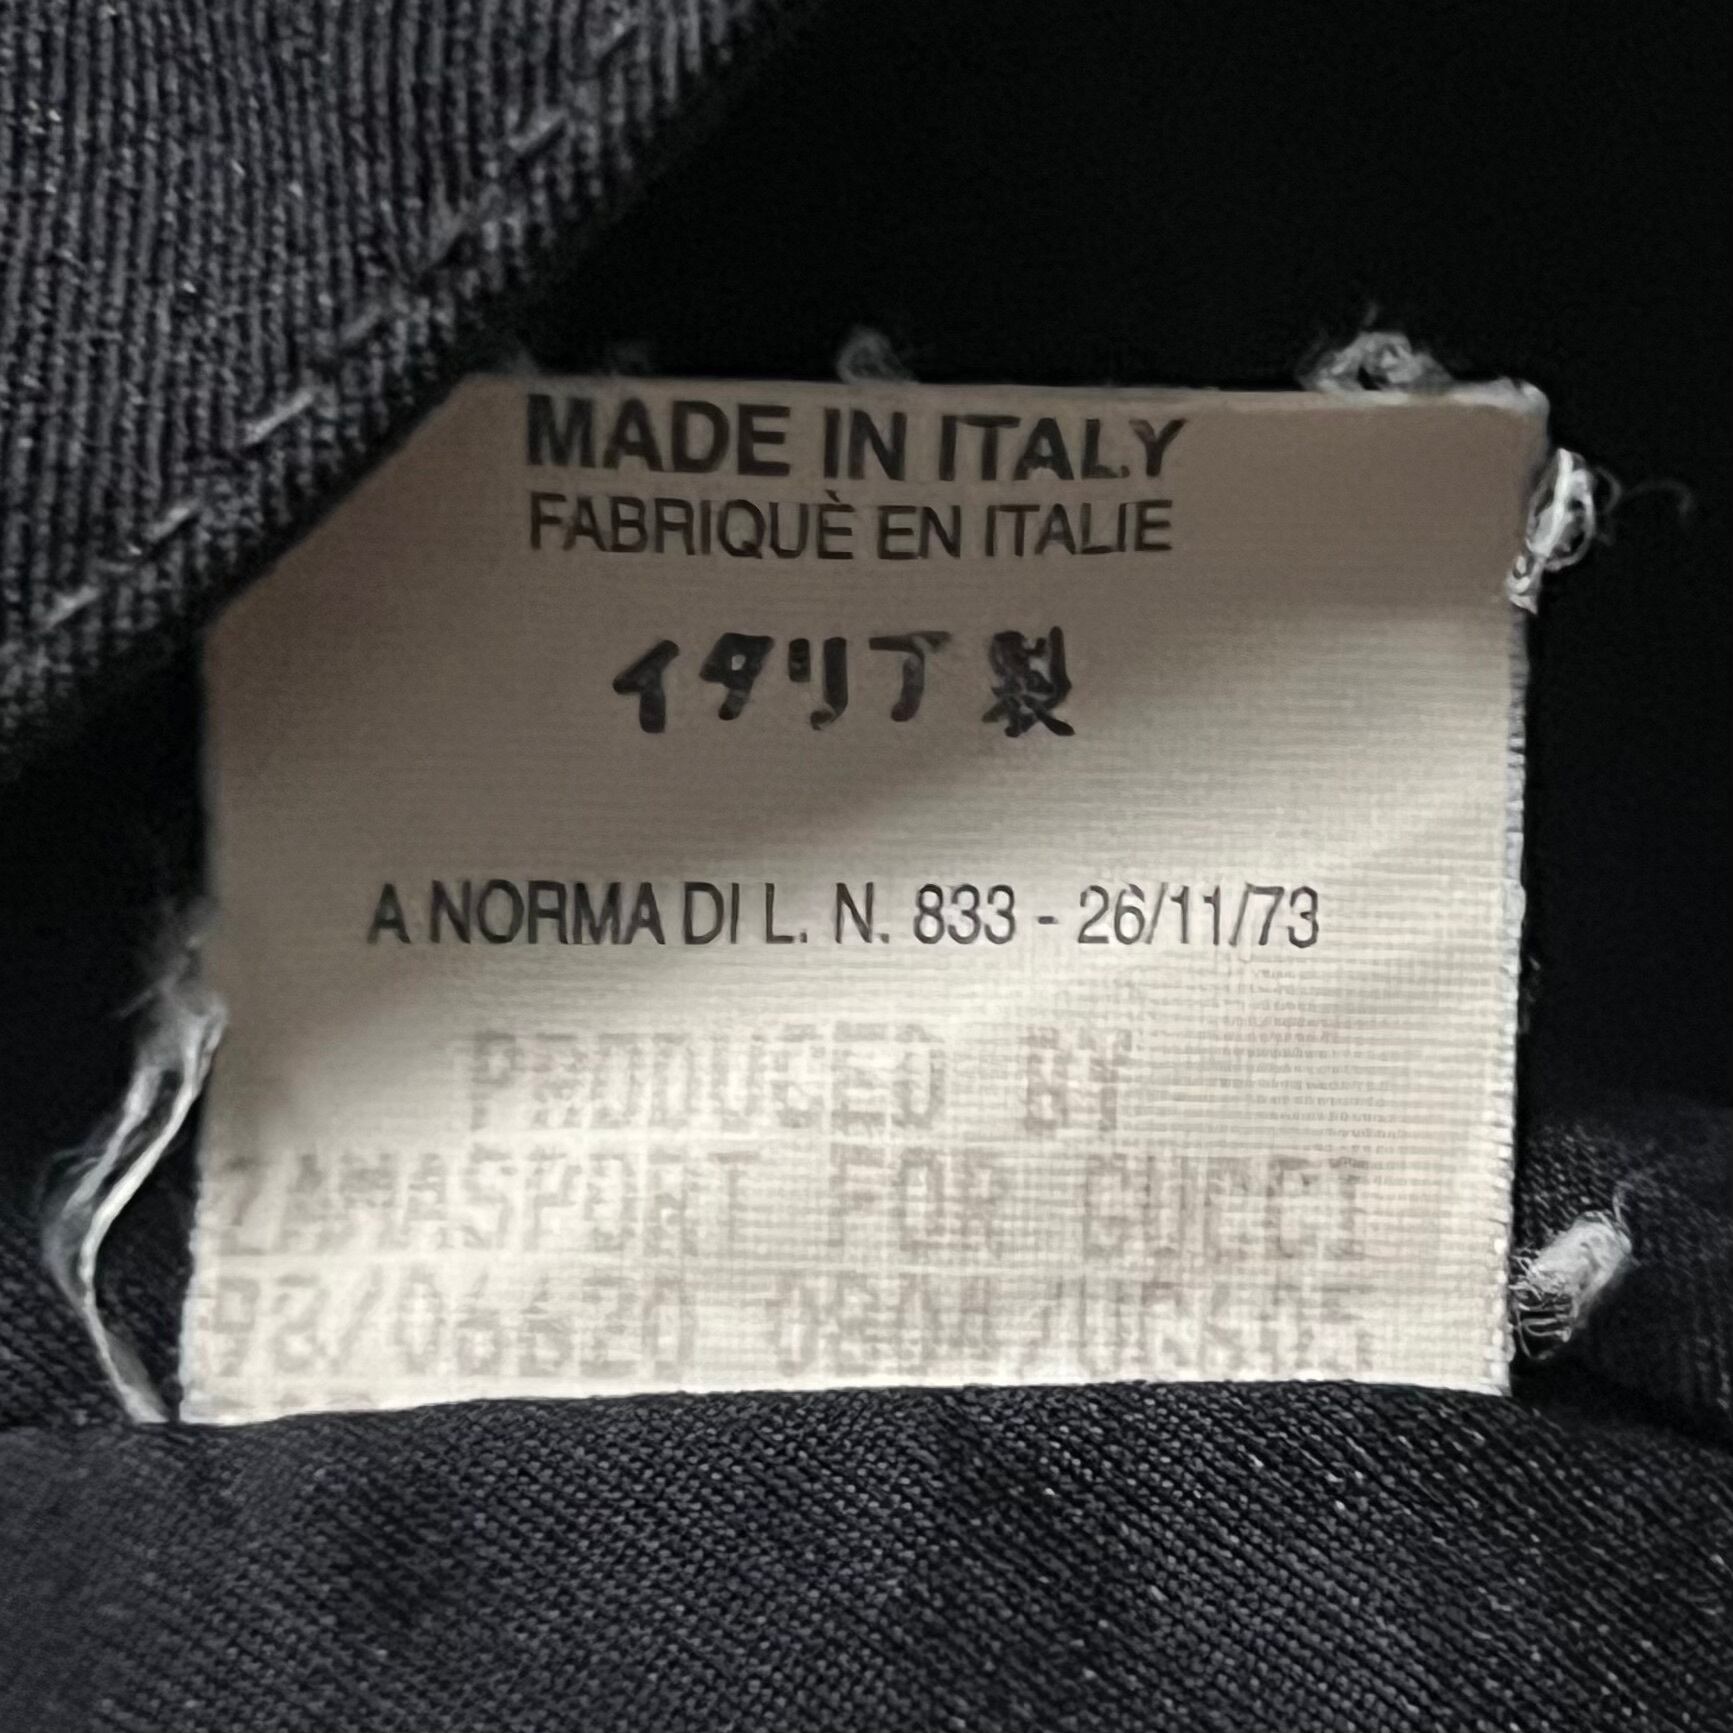 MADE IN ITALY
FABRIQUÈ EN ITALIE
イタリア製
A NORMA DI L. N. 833 - 26/11/73
PRODUCED BY
ZAMASPORT FOR GUCCI